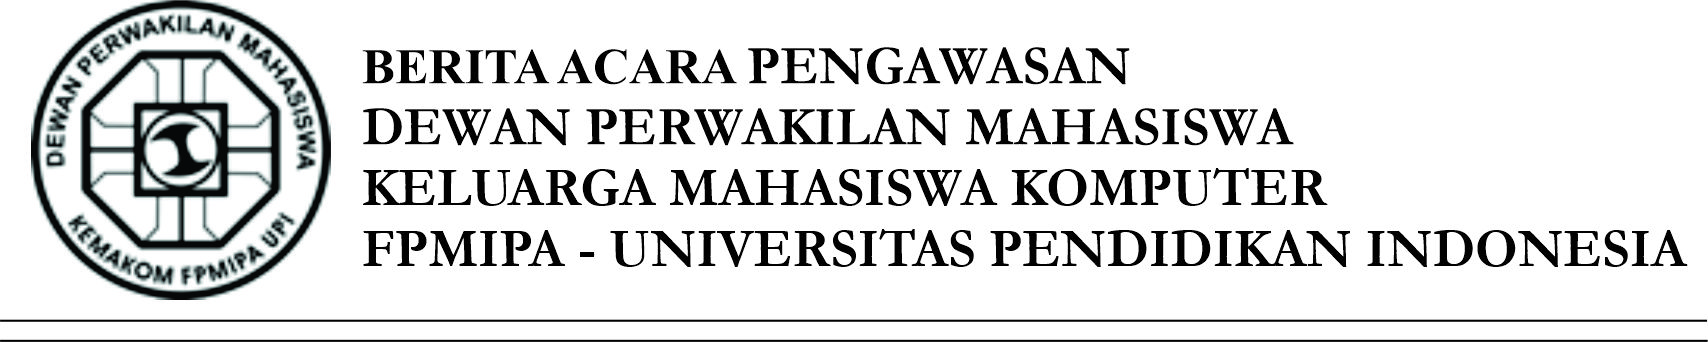 DEWAN PERWAKILAN MAHASISWA
KEMAKOM FPMIPA UPI
BERITA ACARA PENGAWASAN
DEWAN PERWAKILAN MAHASISWA
KELUARGA MAHASISWA KOMPUTER
FPMIPA - UNIVERSITAS PENDIDIKAN INDONESIA